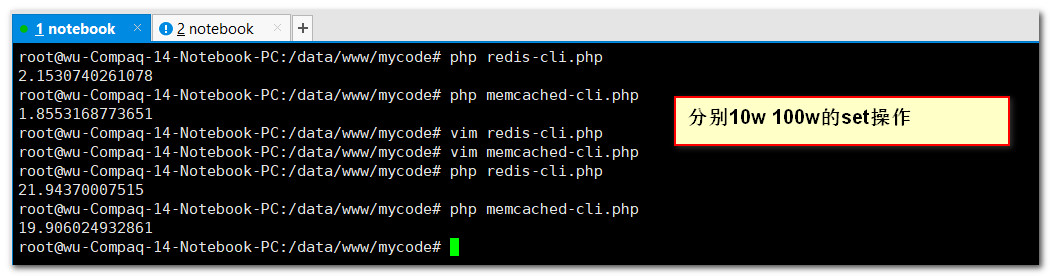 1 notebook
2 notebook
root@wu-Compaq-14-Notebook-PC:/data/www/mycode# php redis-cli.php
2.1530740261078
root@wu-Compaq-14-Notebook-PC:/data/www/mycode# php memcached-cli.php
1.8553168773651
root@wu-Compaq-14-Notebook-PC:/data/www/mycode# vim redis-cli.php
root@wu-Compaq-14-Notebook-PC:/data/www/mycode# vim memcached-cli.php
root@wu-Compaq-14-Notebook-PC:/data/www/mycode# php redis-cli.php
21.94370007515
root@wu-Compaq-14-Notebook-PC:/data/www/mycode# php memcached-cli.php
19.906024932861
root@wu-Compaq-14-Notebook-PC:/data/www/mycode#
分别10w 100w的set操作